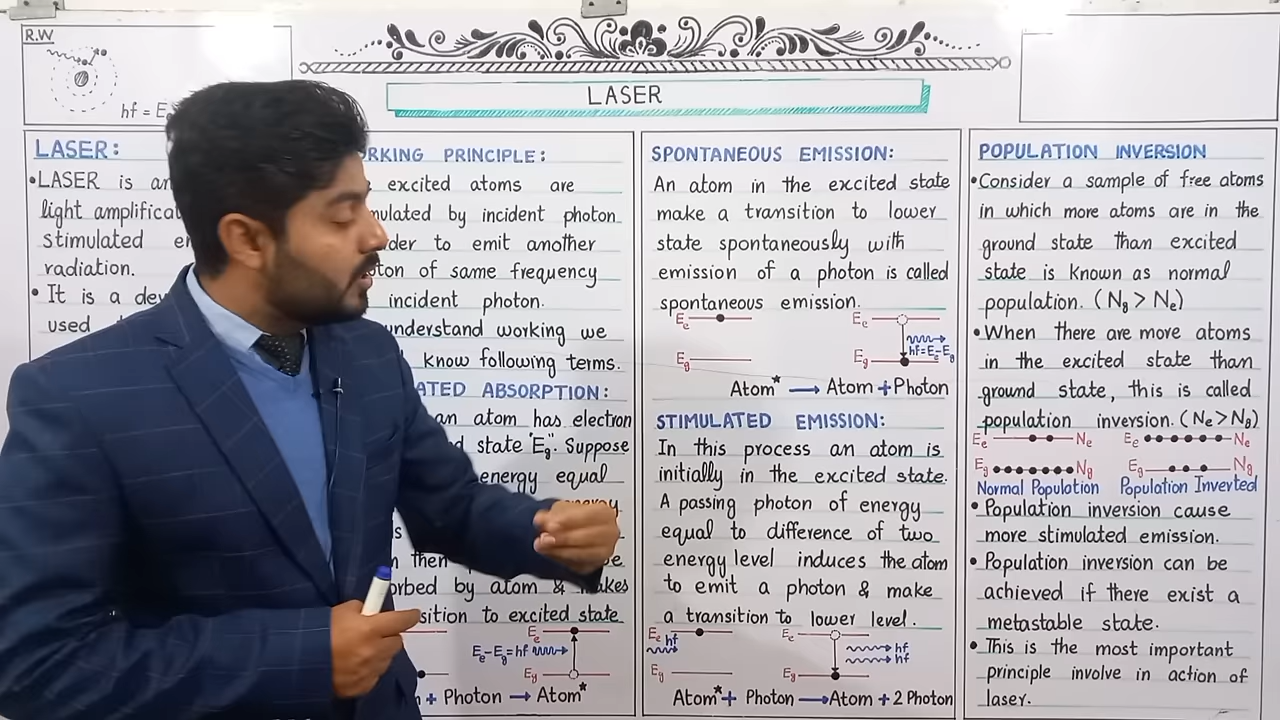 R.W
hf = E
LASER
LASER:
•LASER is an
light amplifica
stimulated e
radiation.
• It is a dev
used
RKING PRINCIPLE:
excited atoms are
mulated by incident photon
der to emit another
ton of same frequency
incident photon.
understand working we
know following terms.
ATED ABSORPTION:
an atom has electron
d state "Eg". Suppose
energy equal
energy
then
orbed by atom & makes
sition to excited state
Ee
Ee-Eg=hf
Eg
+ Photon → Atom*
SPONTANEOUS EMISSION:
An atom in the excited state
make a transition to lower
state spontaneously with
emission of a photon is called
spontaneous emission.
Ee Ee
hf=Ee-Eg
Eg Eg
Atom* → Atom + Photon
STIMULATED EMISSION:
In this process an atom is
initially in the excited state.
A passing photon of energy
equal to difference of two
energy level induces the atom
to emit a photon & make
a transition to lower level.
Ee hf Ee hf
hf
Eg Eg
Atom* + Photon → Atom + 2 Photon
POPULATION INVERSION
•Consider a sample of free atoms
in which more atoms are in the
ground state than excited
state is known as normal
population. (Ng > Ne)
•When there are more atoms
in the excited state than
ground state, this is called
population inversion. (Ne > Ng)
Ee Ne Ee Ne
Eg Ng Eg Ng
Normal Population Population Inverted
• Population inversion cause
more stimulated emission.
• Population inversion can be
achieved if there exist a
metastable state.
• This is the most important
principle involve in action of
laser.